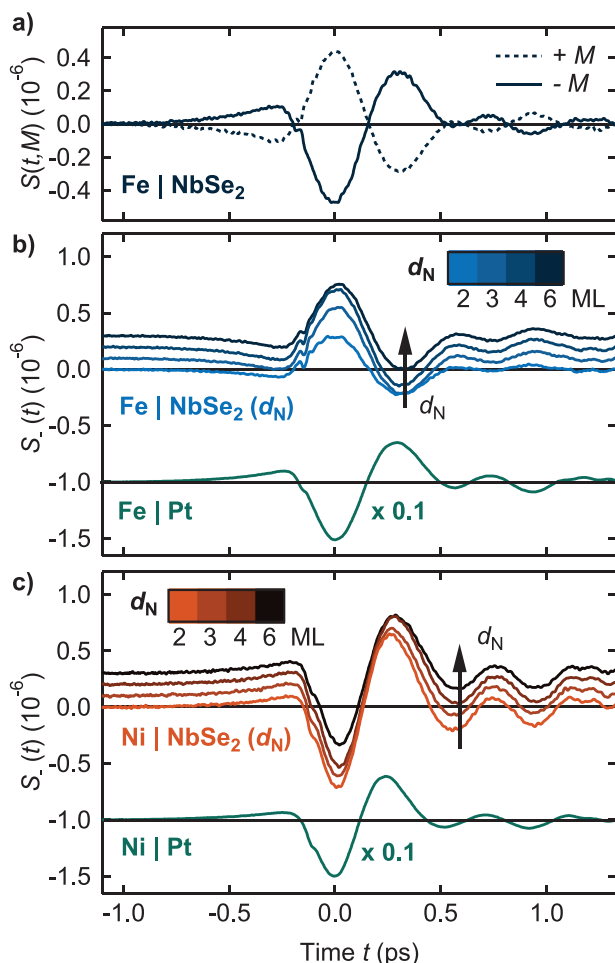 a)
0.4
0.2
0.0
-0.2
-0.4
S(t,M) (10⁻⁶)
+ M
- M
Fe | NbSe₂
b)
1.0
0.5
0.0
-0.5
-1.0
-1.5
S₋(t) (10⁻⁶)
d_N
2 3 4 6 ML
d_N
Fe | NbSe₂ (d_N)
Fe | Pt
x 0.1
c)
1.0
0.5
0.0
-0.5
-1.0
-1.5
S₋(t) (10⁻⁶)
d_N
2 3 4 6 ML
d_N
Ni | NbSe₂ (d_N)
Ni | Pt
x 0.1
-1.0 -0.5 0.0 0.5 1.0
Time t (ps)